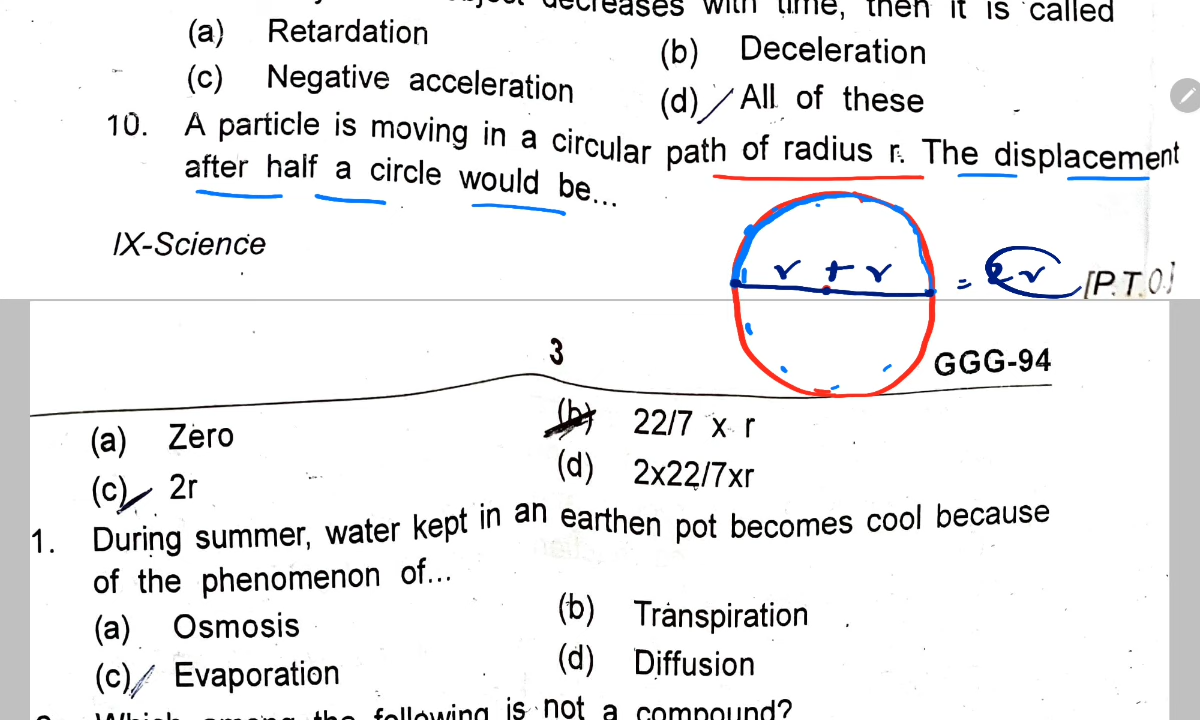 decreases with time, then it is called
(a) Retardation (b) Deceleration
(c) Negative acceleration (d) All of these
10. A particle is moving in a circular path of radius r. The displacement
after half a circle would be...
r + r = 2r
IX-Science [P.T.O.]
3 GGG-94
(a) Zero (b) 22/7 x r
(c) 2r (d) 2x22/7xr
1. During summer, water kept in an earthen pot becomes cool because
of the phenomenon of...
(a) Osmosis (b) Transpiration
(c) Evaporation (d) Diffusion
Which among the following is not a compound?